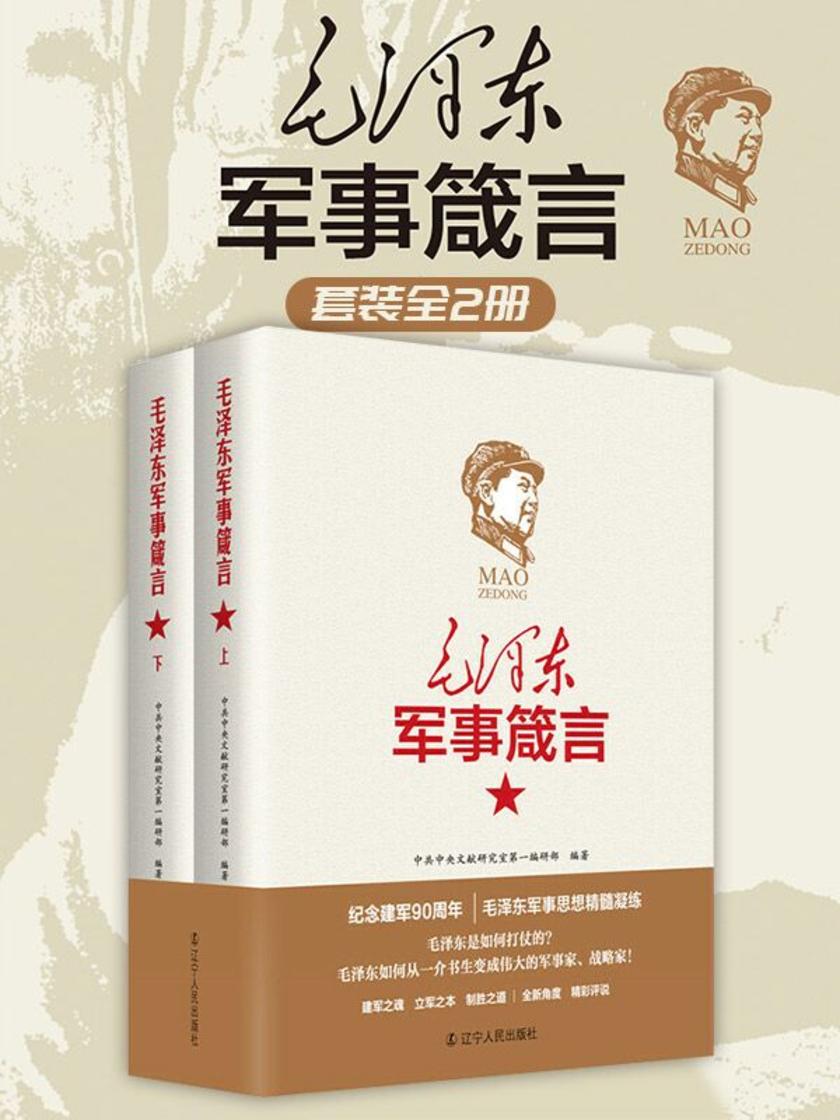 毛泽东
军事箴言
MAO
ZEDONG
套装全2册
毛泽东军事箴言
下
中共中央文献研究室第一编研部 编著
辽宁人民出版社
毛泽东军事箴言
上
中共中央文献研究室第一编研部 编著
MAO
ZEDONG
毛泽东
军事箴言
中共中央文献研究室第一编研部 编著
纪念建军90周年 | 毛泽东军事思想精髓凝练
毛泽东是如何打仗的?
毛泽东如何从一介书生变成伟大的军事家、战略家!
建军之魂 立军之本 制胜之道 | 全新角度 精彩评说
辽宁人民出版社